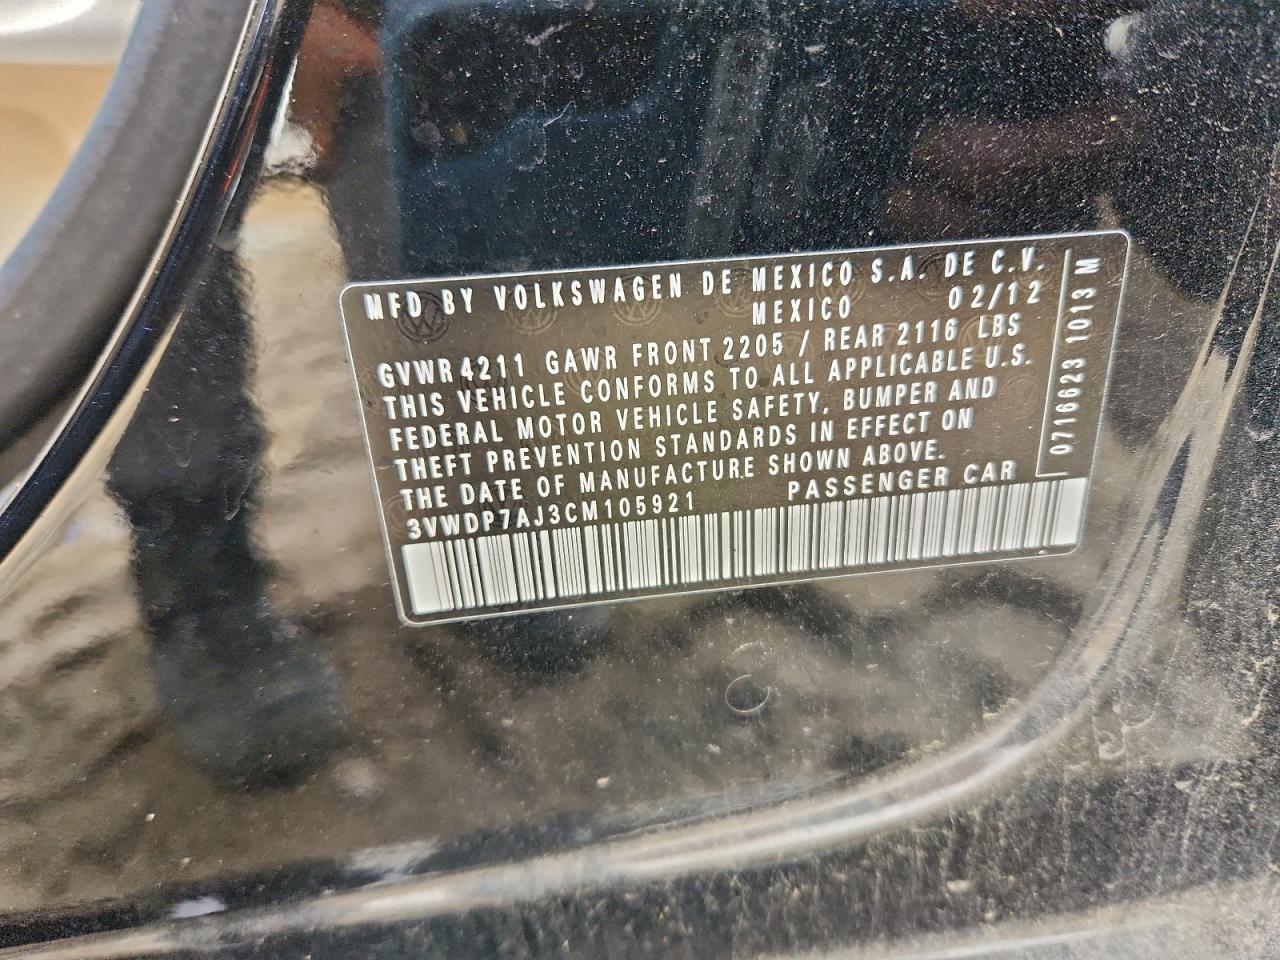 MFD BY VOLKSWAGEN DE MEXICO S.A. DE C.V.
MEXICO 02/12
GVWR 4211 GAWR FRONT 2205 / REAR 2116 LBS
THIS VEHICLE CONFORMS TO ALL APPLICABLE U.S.
FEDERAL MOTOR VEHICLE SAFETY, BUMPER AND
THEFT PREVENTION STANDARDS IN EFFECT ON
THE DATE OF MANUFACTURE SHOWN ABOVE.
3VWDP7AJ3CM105921 PASSENGER CAR
0716623 1013 M